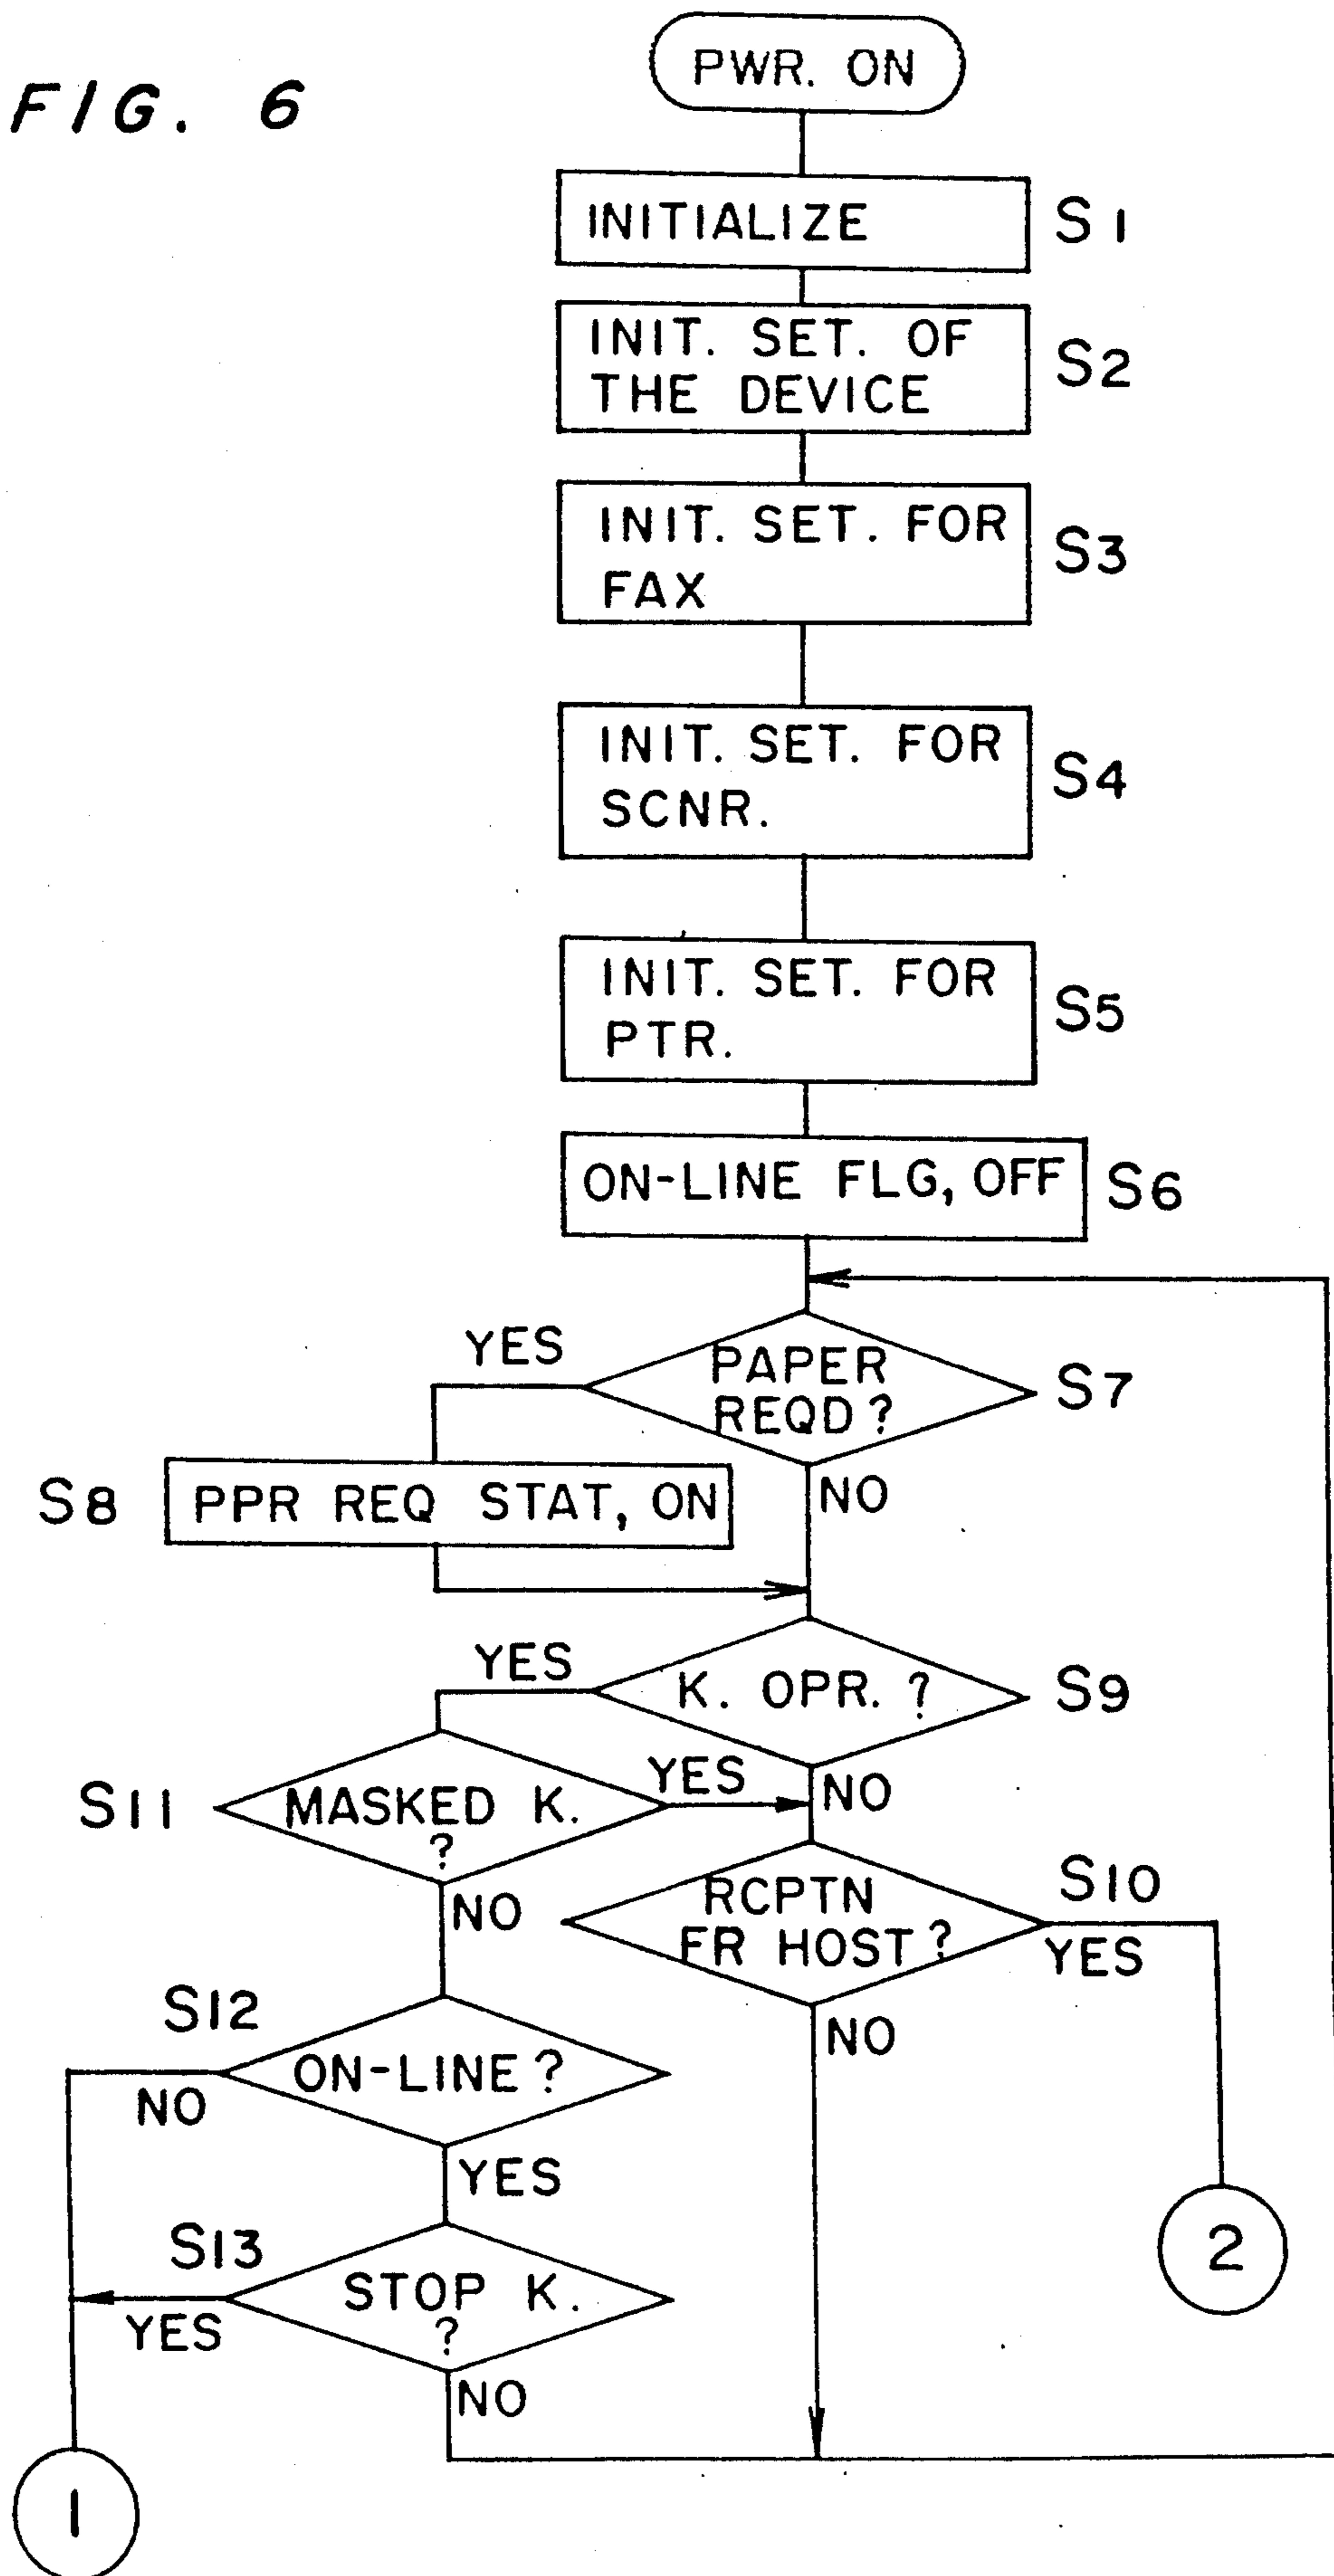 FIG. 6
PWR. ON
INITIALIZE
S1
INIT. SET. OF
THE DEVICE
S2
INIT. SET. FOR
FAX
S3
INIT. SET. FOR
SCNR.
S4
INIT. SET. FOR
PTR.
S5
ON-LINE FLG, OFF
S6
YES
PAPER
REQD ?
S7
NO
S8
PPR REQ STAT, ON
YES
K. OPR. ?
S9
NO
S11
MASKED K.
?
YES
NO
RCPTN
FR HOST ?
S10
YES
NO
S12
ON-LINE ?
NO
YES
S13
STOP K.
?
YES
NO
2
1